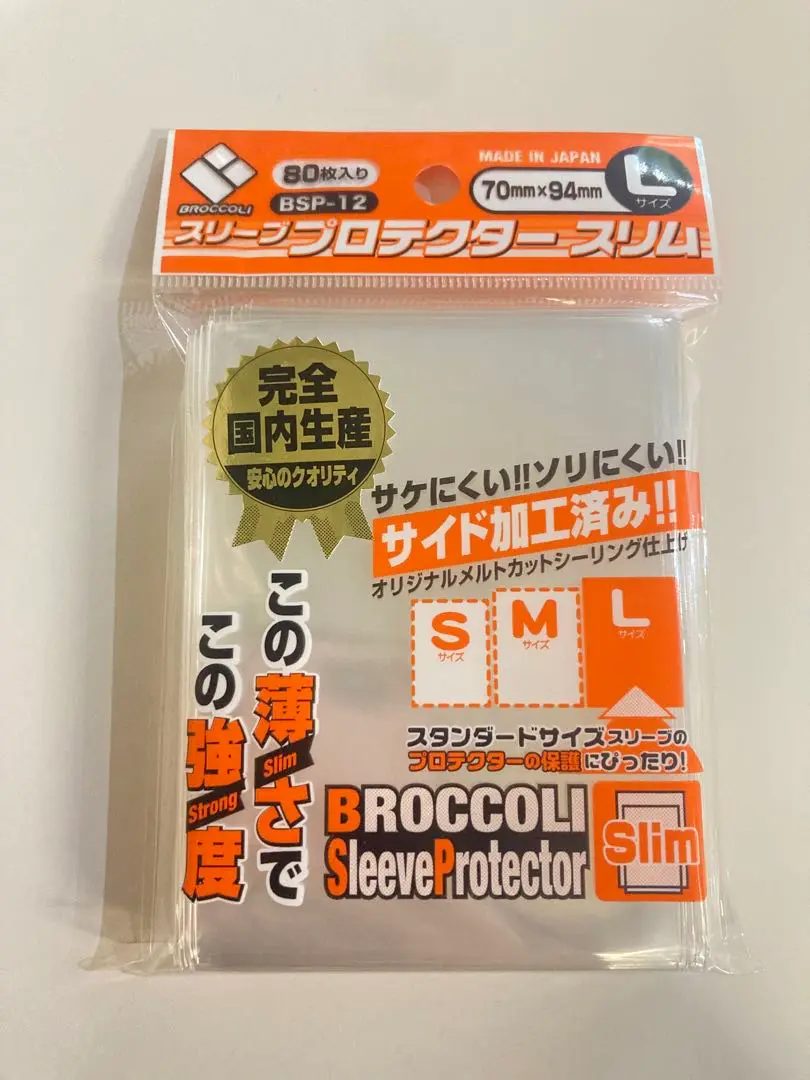 BROCCOLI
80枚入り
BSP-12
MADE IN JAPAN
70mm×94mm
L
サイズ
スリーブプロテクター スリム
完全
国内生産
安心のクオリティ
サケにくい!!ソリにくい!!
サイド加工済み!!
オリジナルメルトカットシーリング仕上げ
S
サイズ
M
サイズ
L
サイズ
この薄さで
Slim
この強度
Strong
スタンダードサイズスリーブの
プロテクターの保護にぴったり!
BROCCOLI
SleeveProtector
Slim